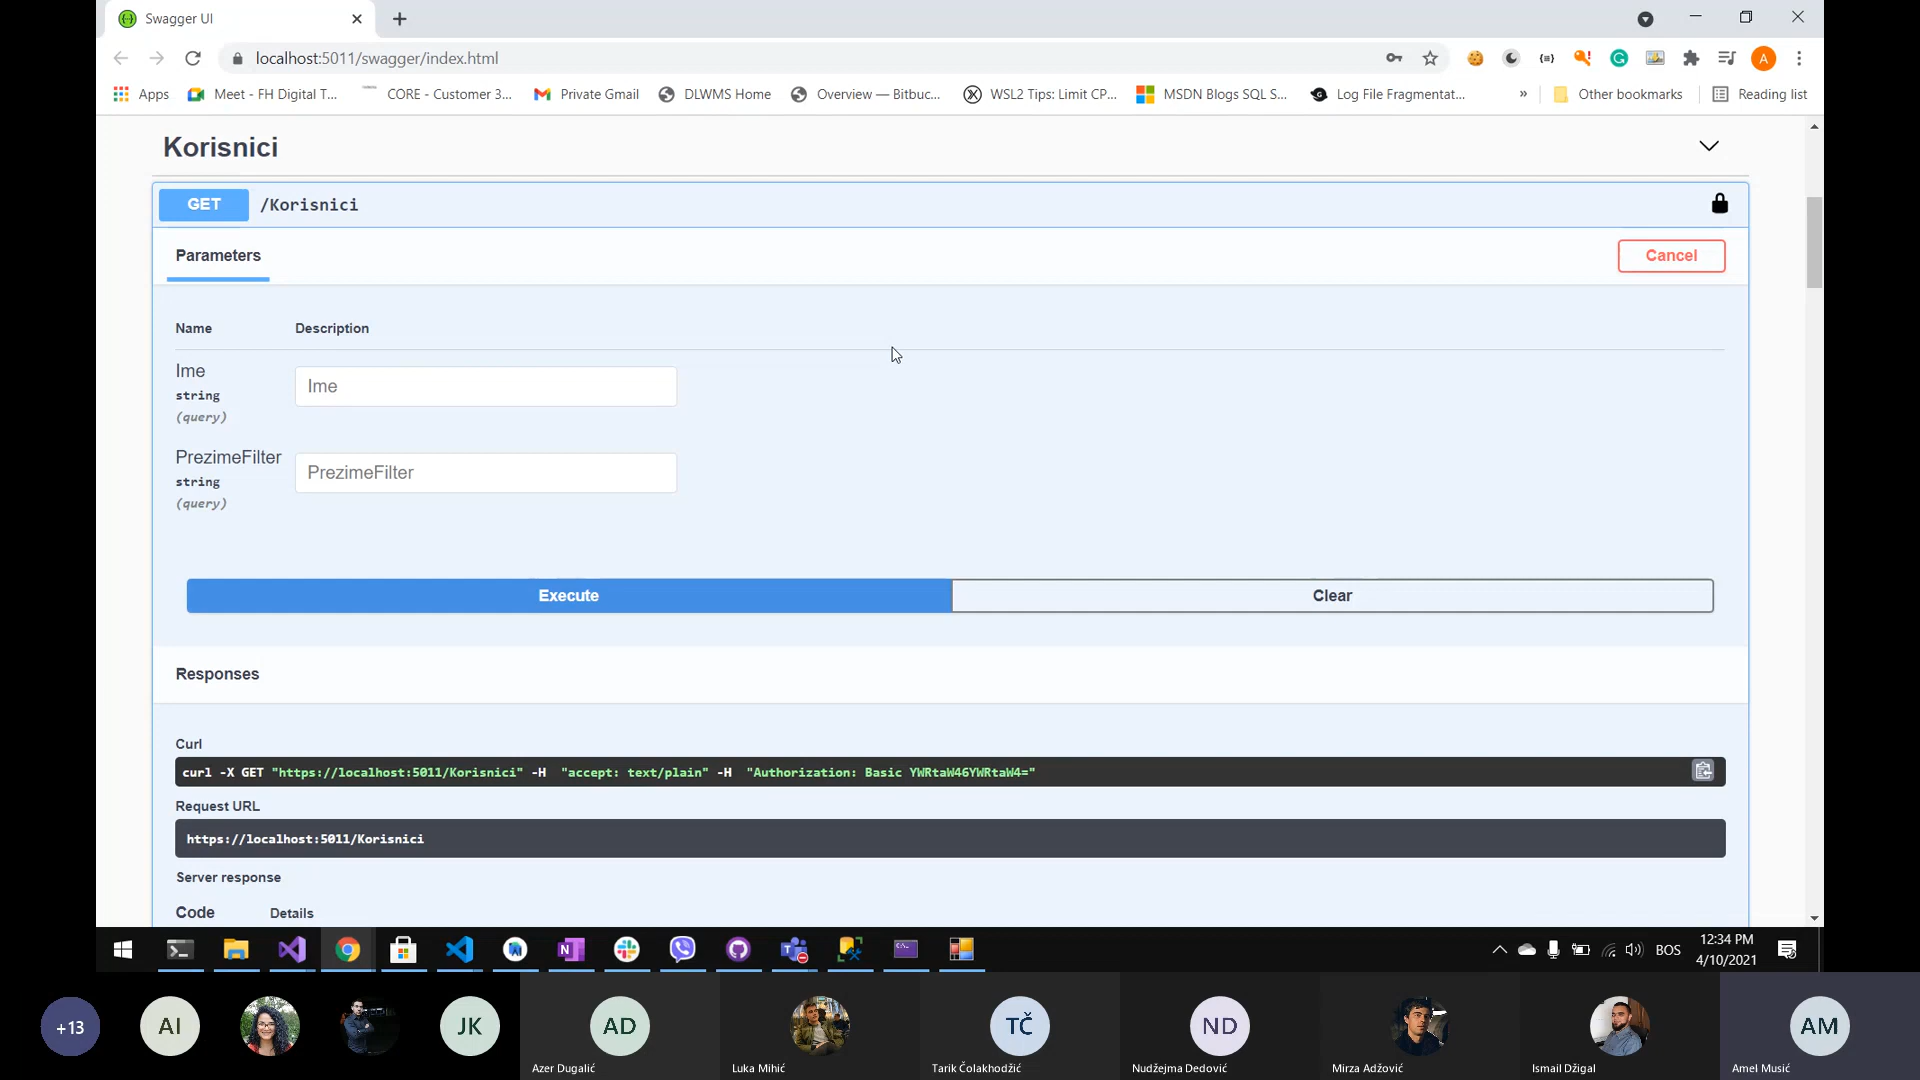 Swagger UI
localhost:5011/swagger/index.html
A
Apps
Meet - FH Digital T...
CORE - Customer 3...
Private Gmail
DLWMS Home
Overview — Bitbuc...
WSL2 Tips: Limit CP...
MSDN Blogs SQL S...
Log File Fragmentat...
»
Other bookmarks
Reading list
Korisnici
GET
/Korisnici
Parameters
Cancel
Name
Description
Ime
string
(query)
Ime
PrezimeFilter
string
(query)
PrezimeFilter
Execute
Clear
Responses
Curl
curl -X GET "https://localhost:5011/Korisnici" -H  "accept: text/plain" -H  "Authorization: Basic YWRtaW46YWRtaW4="
Request URL
https://localhost:5011/Korisnici
Server response
Code
Details
BOS
12:34 PM
4/10/2021
+13
AI
JK
AD
Azer Dugalić
Luka Mihić
TČ
Tarik Čolakhodžić
ND
Nudžejma Dedović
Mirza Adžović
Ismail Džigal
AM
Amel Musić